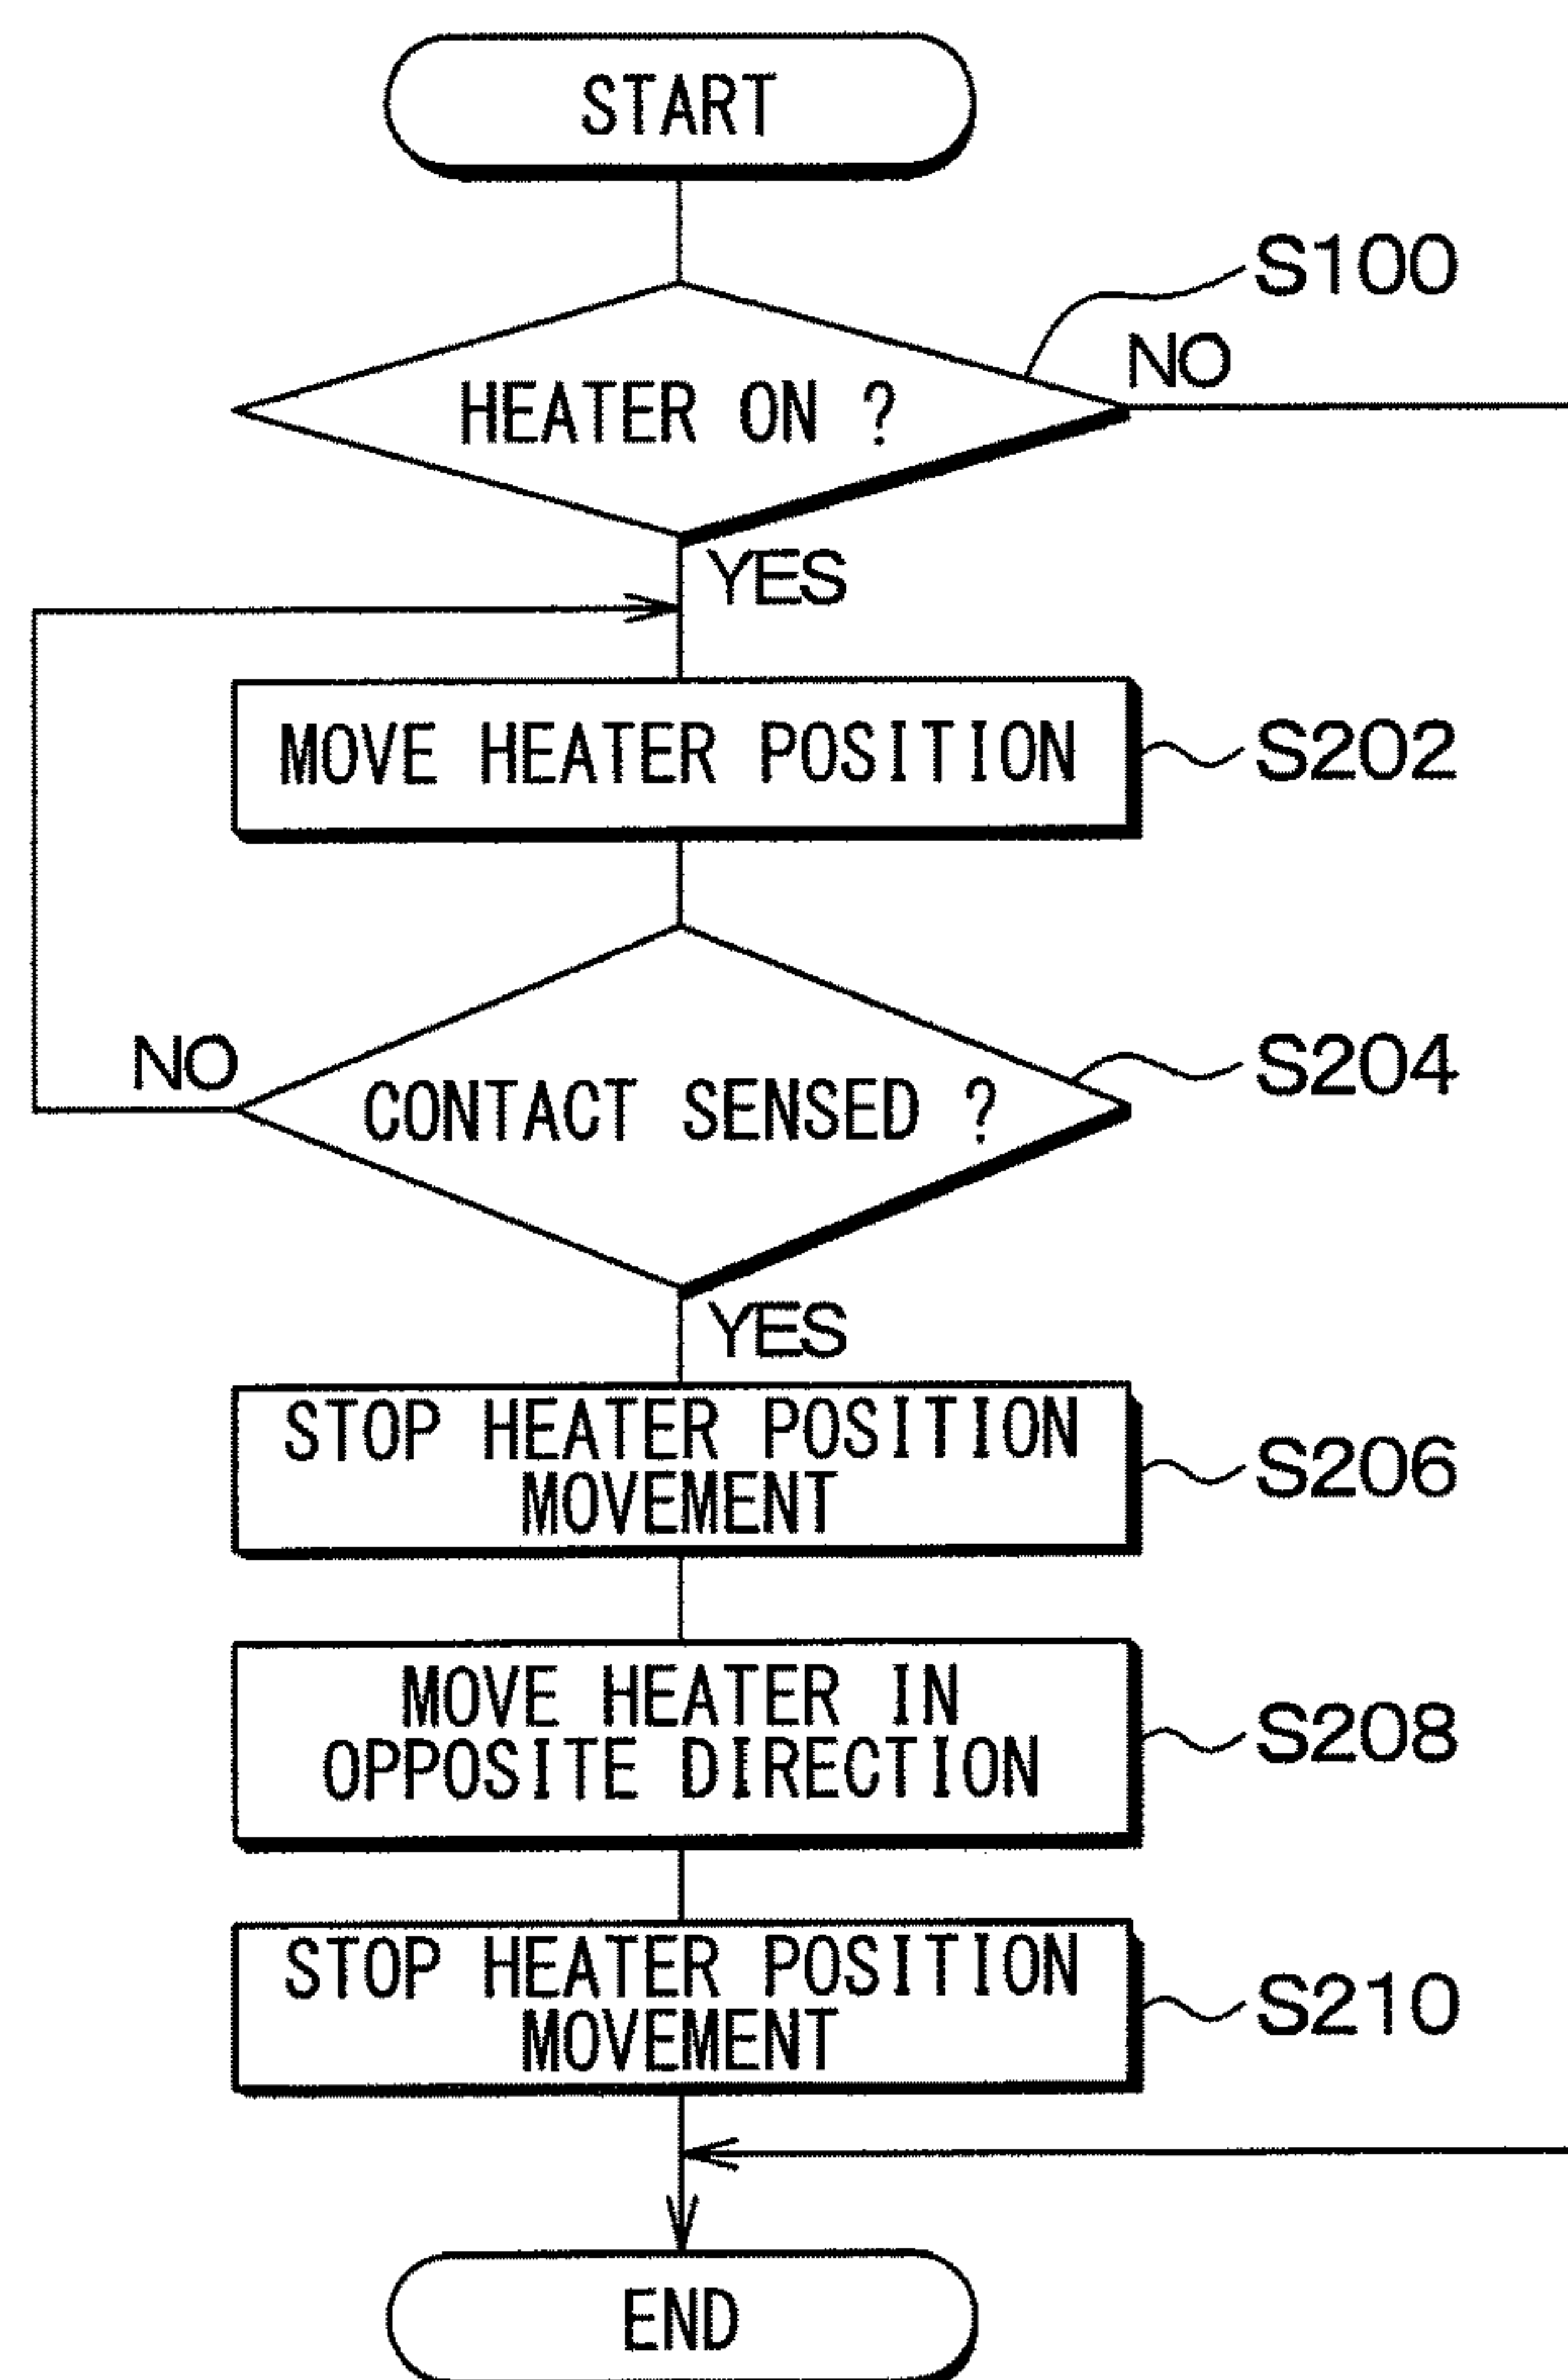 START
S100
NO
HEATER ON ?
YES
MOVE HEATER POSITION
S202
NO
CONTACT SENSED ?
S204
YES
STOP HEATER POSITION
MOVEMENT
S206
MOVE HEATER IN
OPPOSITE DIRECTION
S208
STOP HEATER POSITION
MOVEMENT
S210
END